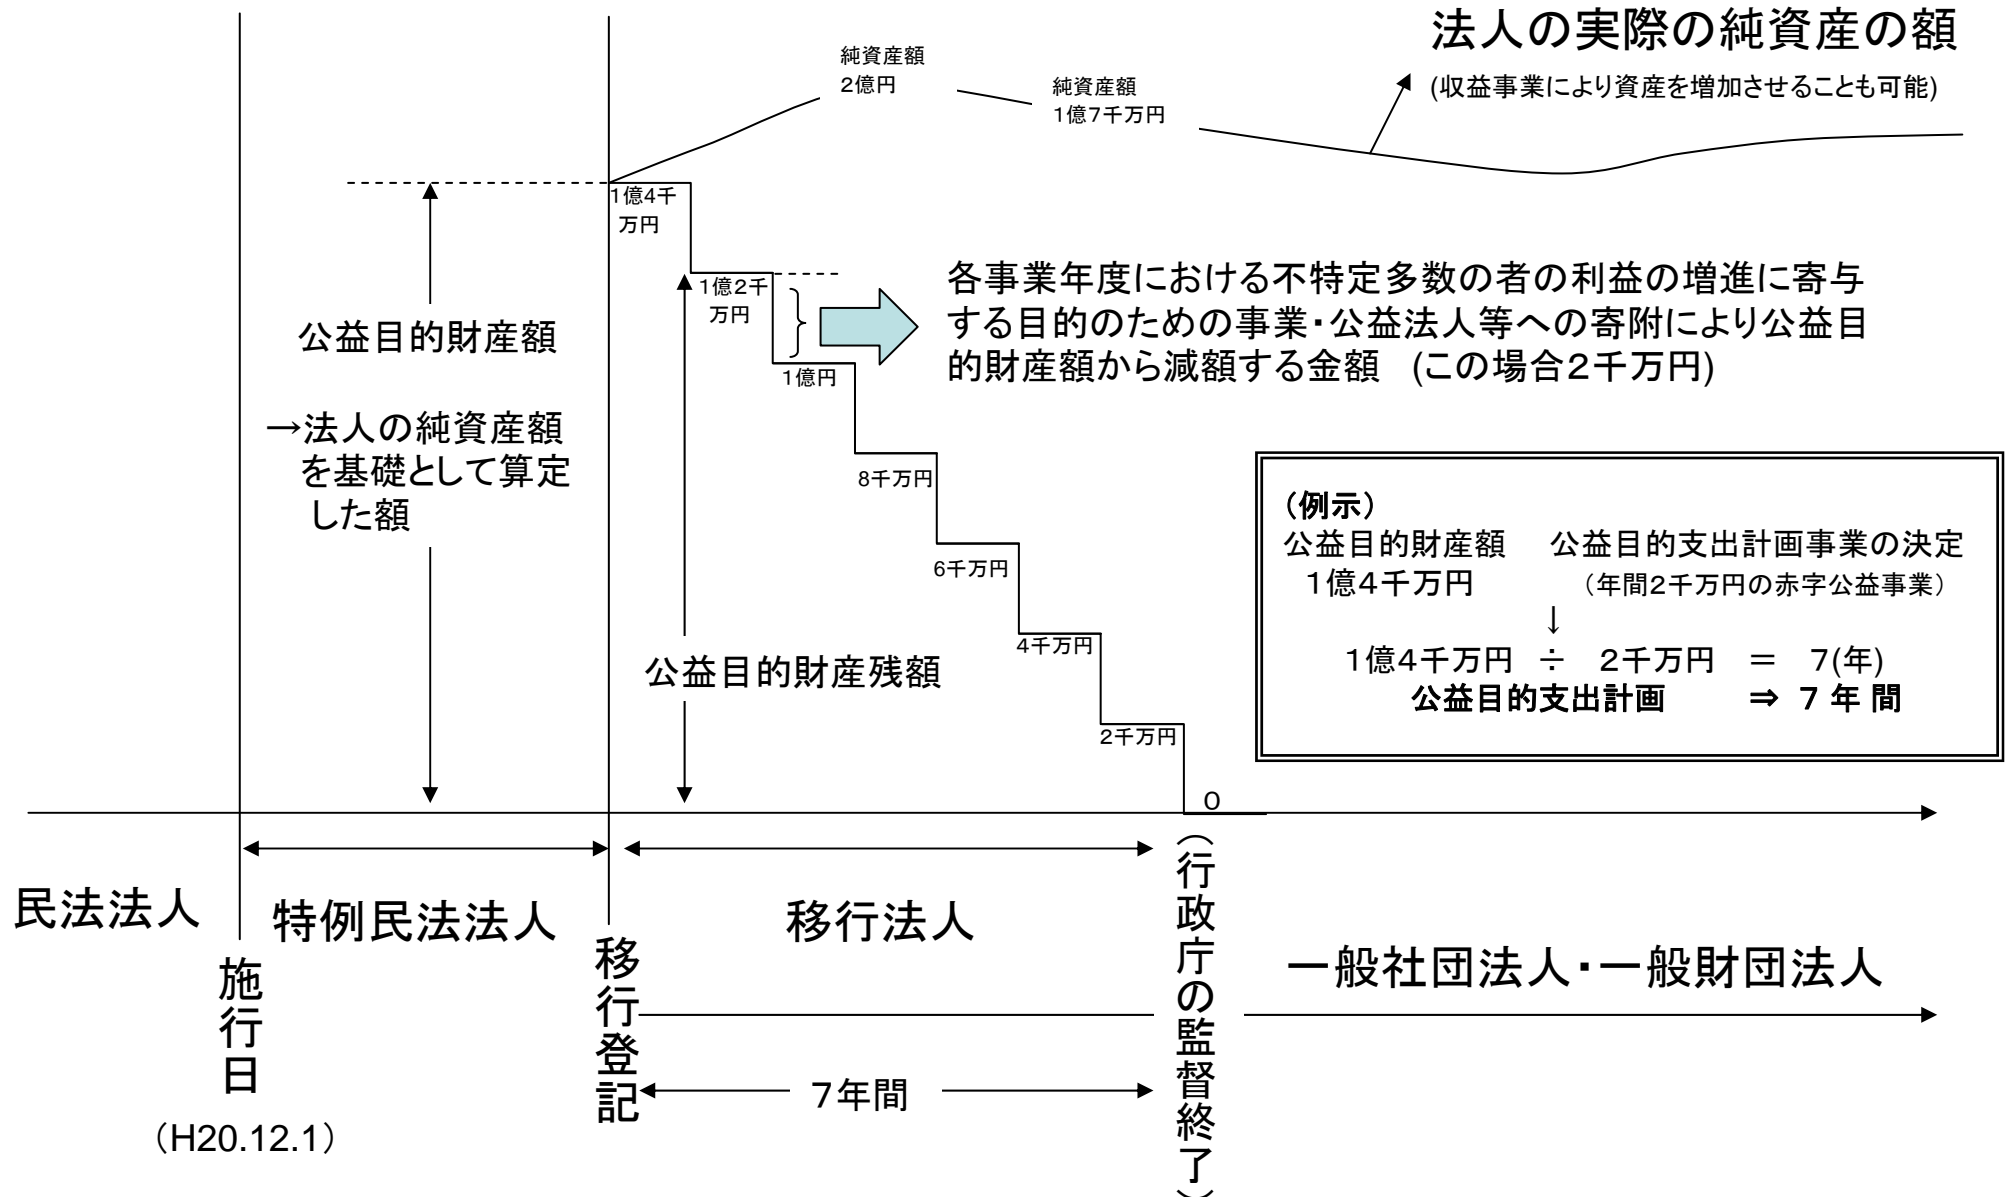 法人の実際の純資産の額
(収益事業により資産を増加させることも可能)
純資産額
２億円
純資産額
１億７千万円
1億4千
万円
1億2千
万円
1億円
8千万円
6千万円
4千万円
2千万円
0
公益目的財産額
→法人の純資産額
を基礎として算定
した額
各事業年度における不特定多数の者の利益の増進に寄与
する目的のための事業・公益法人等への寄附により公益目
的財産額から減額する金額　(この場合２千万円)
公益目的財産残額
（例示）
公益目的財産額　公益目的支出計画事業の決定
１億４千万円　（年間２千万円の赤字公益事業）
↓
１億４千万円　÷　２千万円　＝　７(年)
公益目的支出計画　⇒ ７ 年 間
民法法人
特例民法法人
移行法人
一般社団法人・一般財団法人
施行日
（H20.12.1）
移行登記
７年間
（行政庁の監督終了）